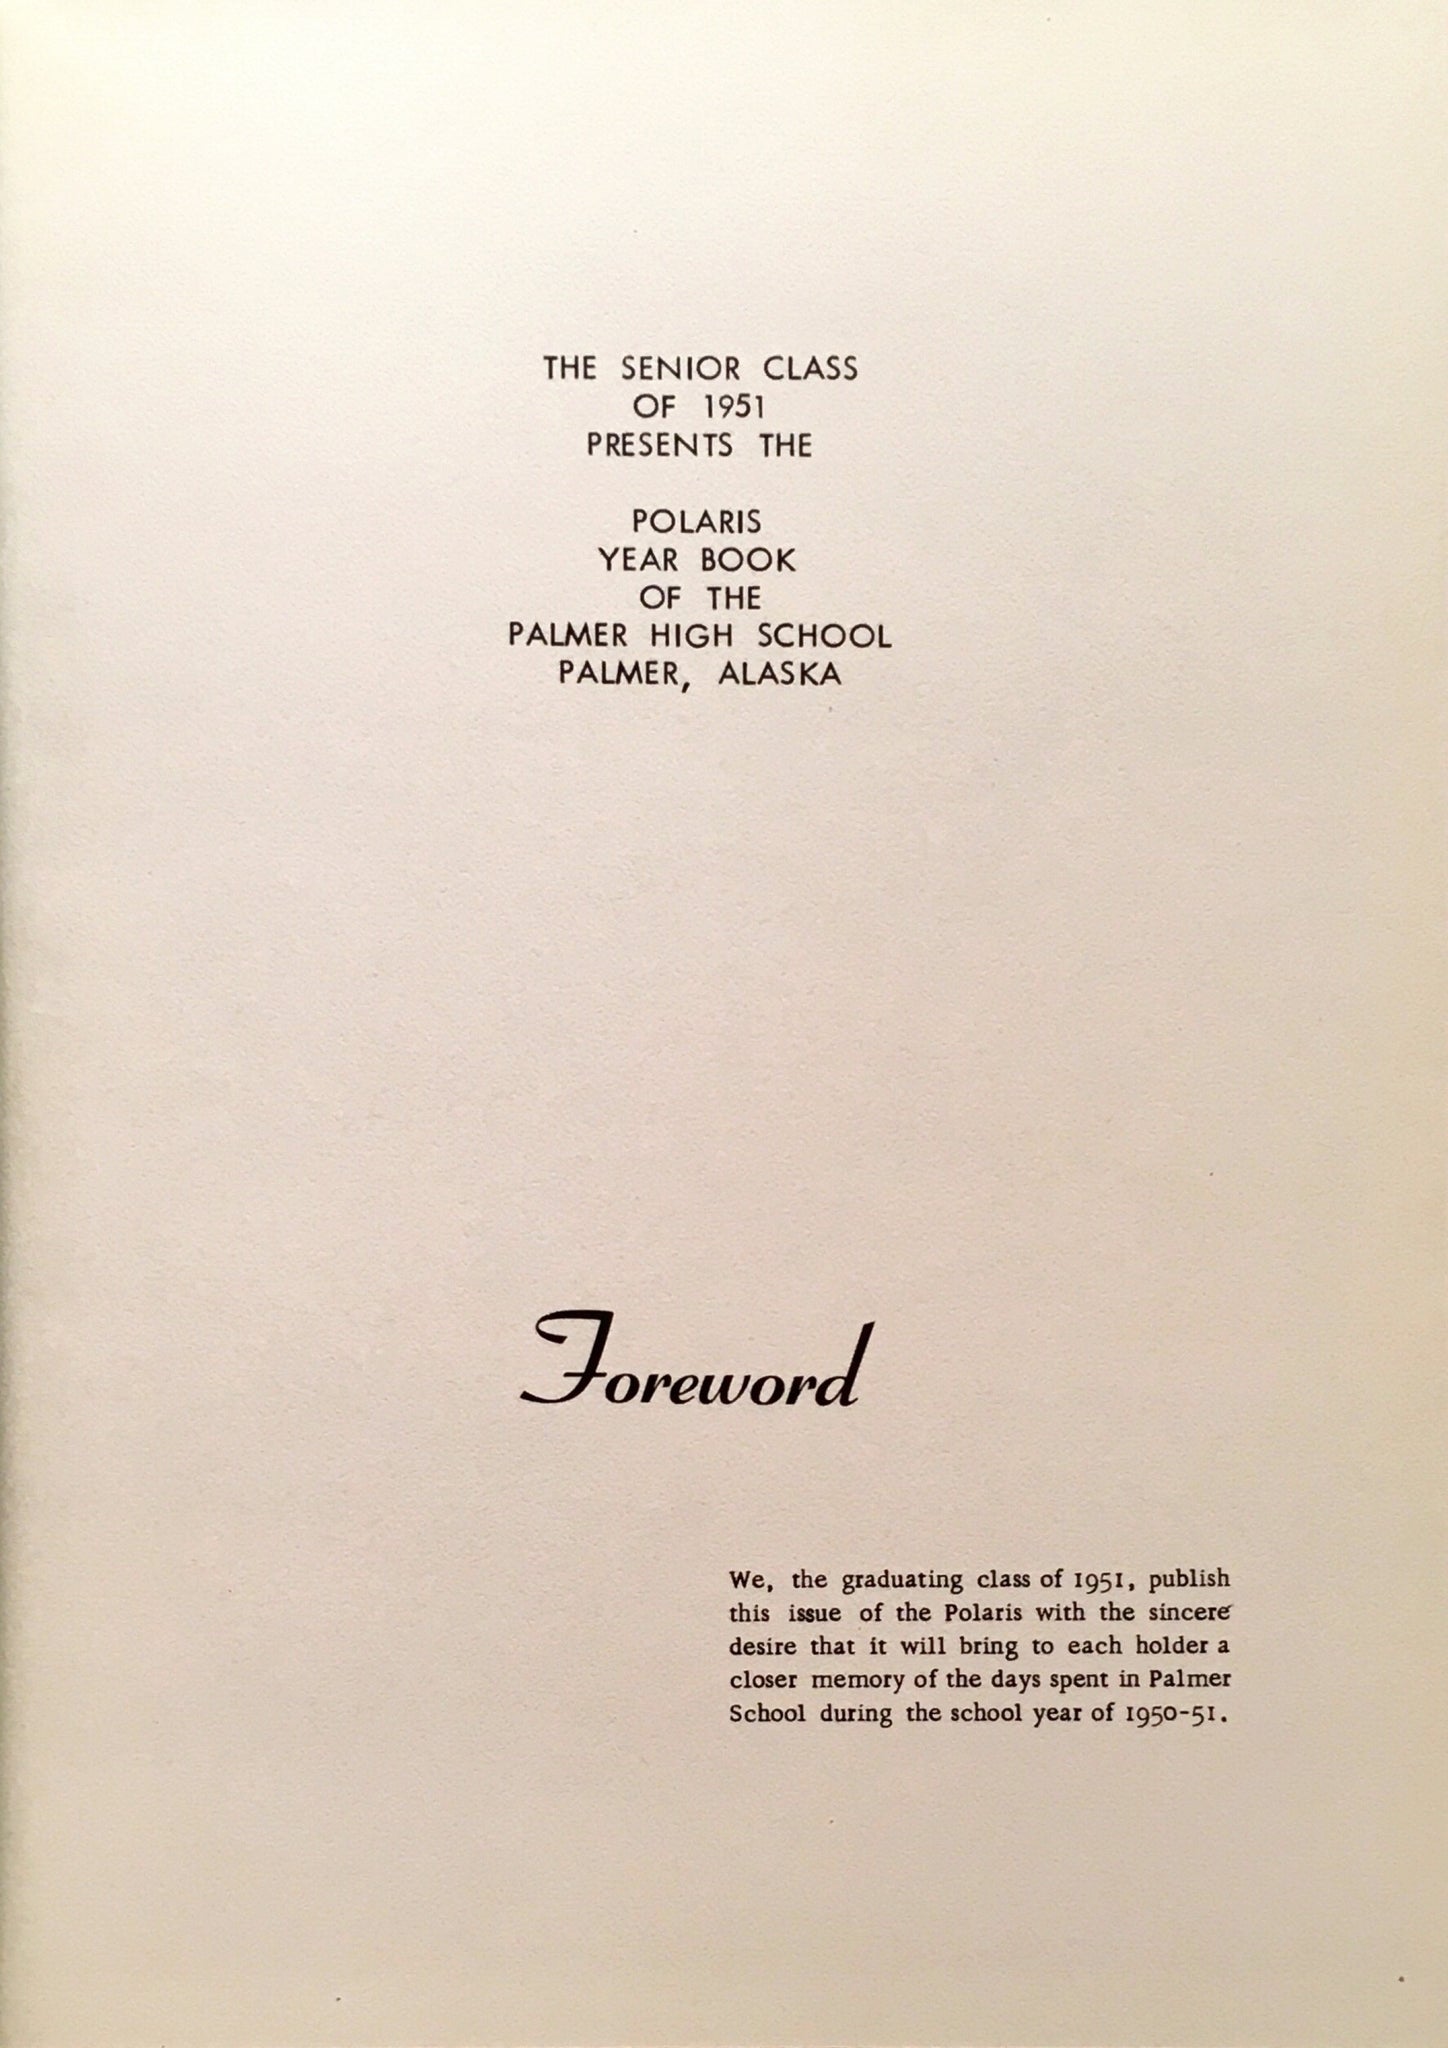 THE SENIOR CLASS
OF 1951
PRESENTS THE
POLARIS
YEAR BOOK
OF THE
PALMER HIGH SCHOOL
PALMER, ALASKA
Foreword
We, the graduating class of 1951, publish
this issue of the Polaris with the sincere
desire that it will bring to each holder a
closer memory of the days spent in Palmer
School during the school year of 1950-51.